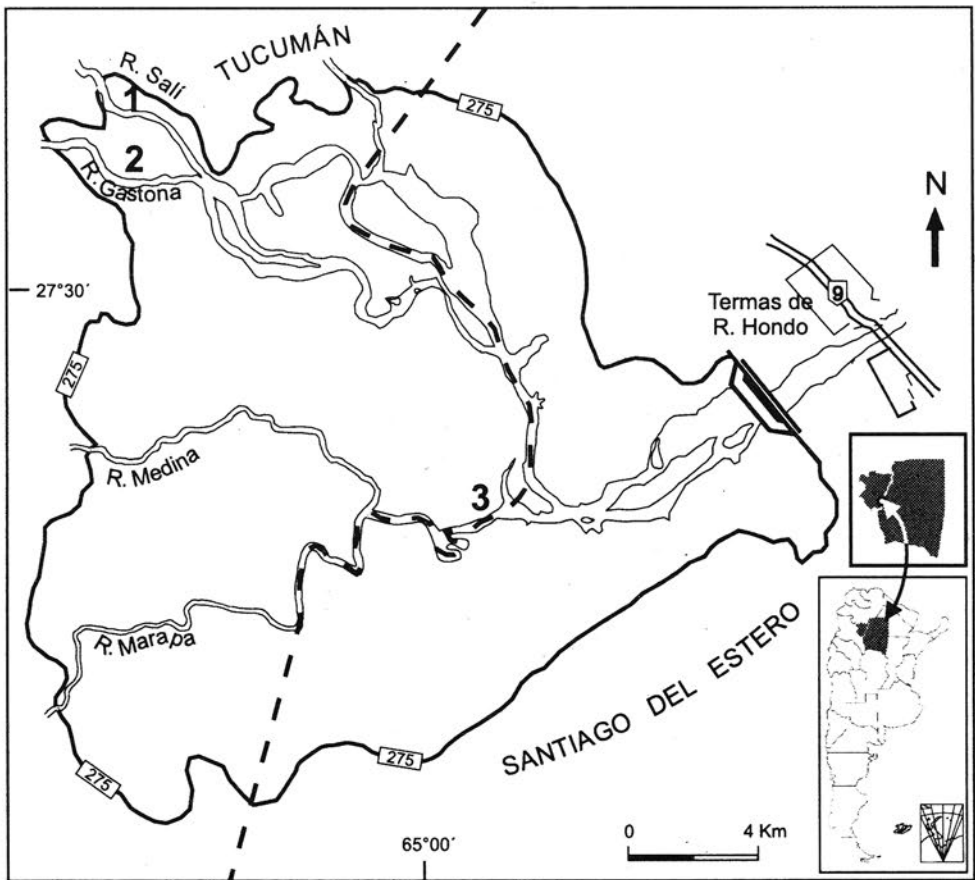 R. Salí
TUCUMÁN
1
275
2
R. Gastona
N
27°30´
Termas de
R. Hondo
9
275
R. Medina
3
R. Marapa
SANTIAGO DEL ESTERO
275
275
0 4 Km
65°00´